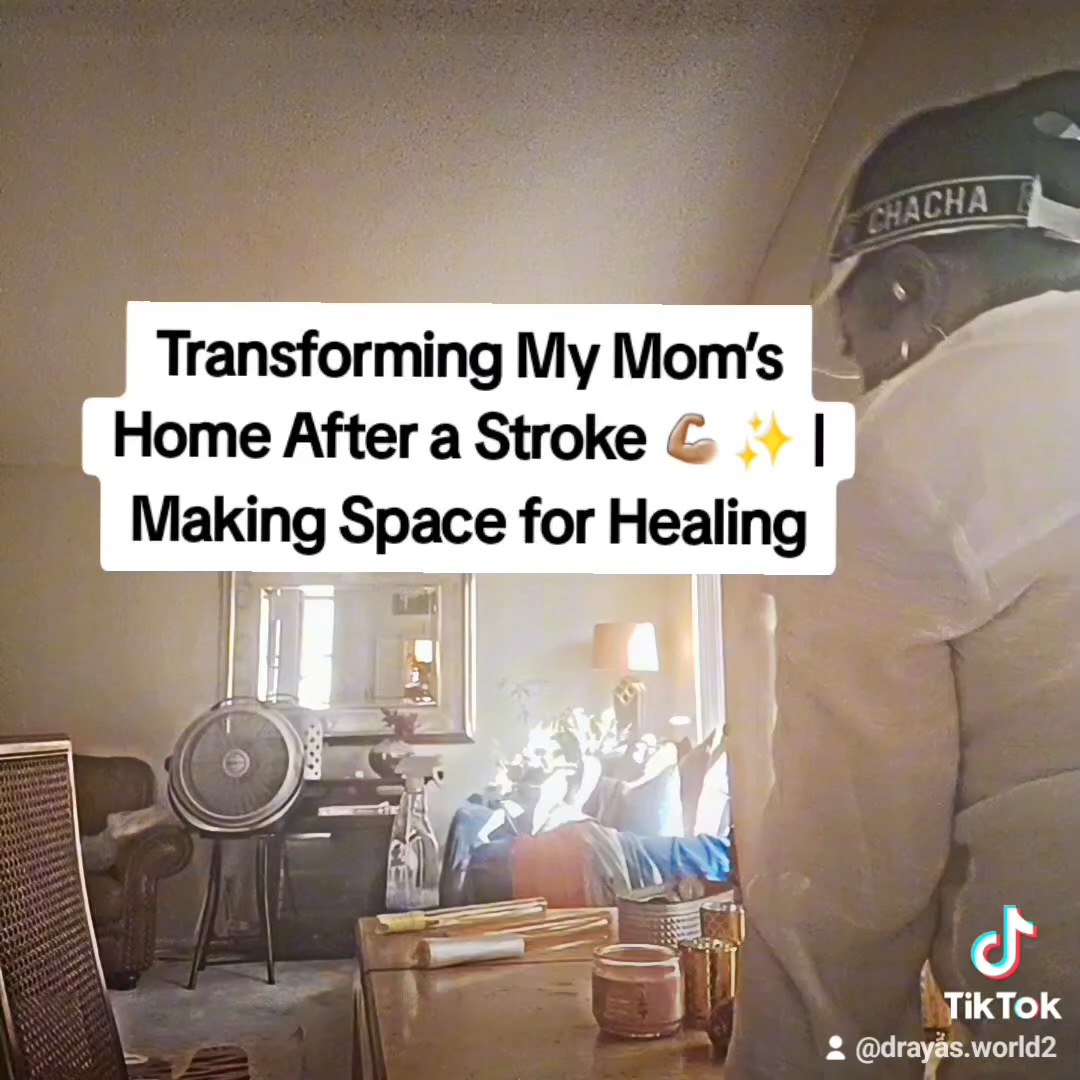 CHACHA
Transforming My Mom’s
Home After a Stroke 💪🏽 ✨ |
Making Space for Healing
TikTok
@drayas.world2